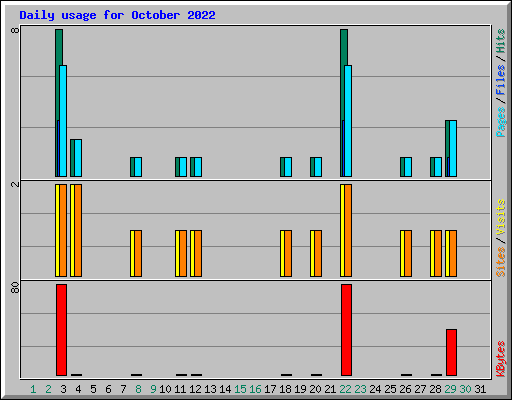 Daily usage for October 2022
8
Pages/Files/Hits
2
Sites/Visits
80
KBytes
1 2 3 4 5 6 7 8 9 10 11 12 13 14 15 16 17 18 19 20 21 22 23 24 25 26 27 28 29 30 31